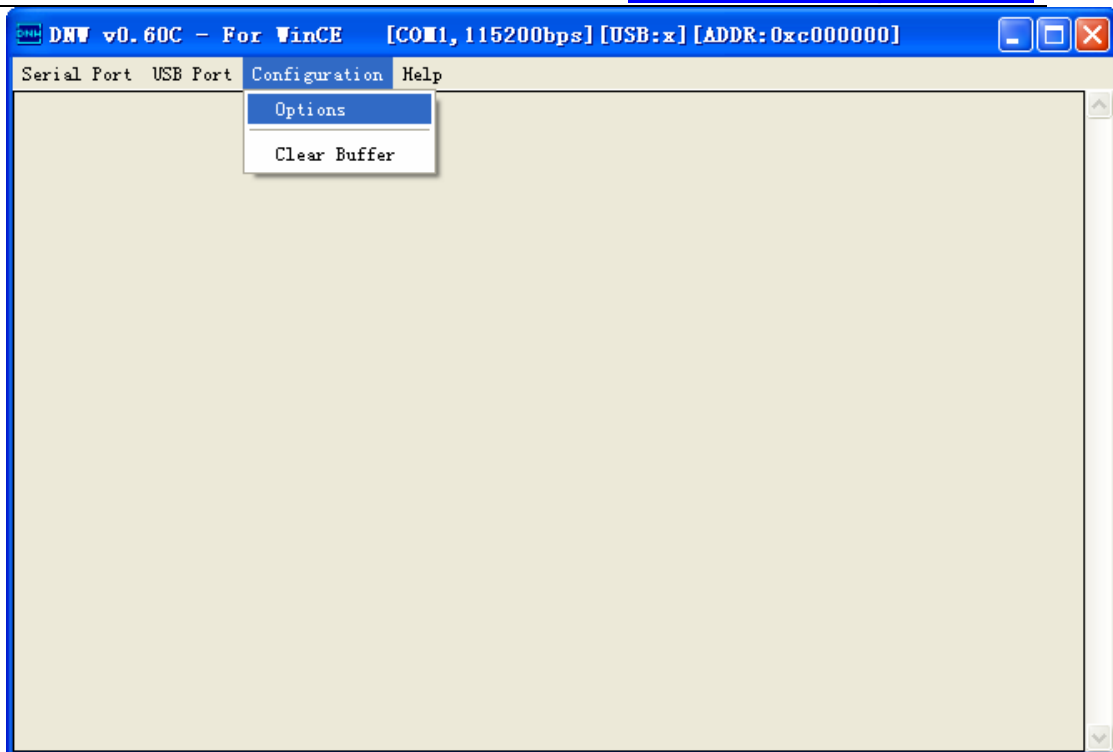 DNW v0.60C - For WinCE [COM1,115200bps][USB:x][ADDR:0xc000000]
Serial Port USB Port Configuration Help
Options
Clear Buffer